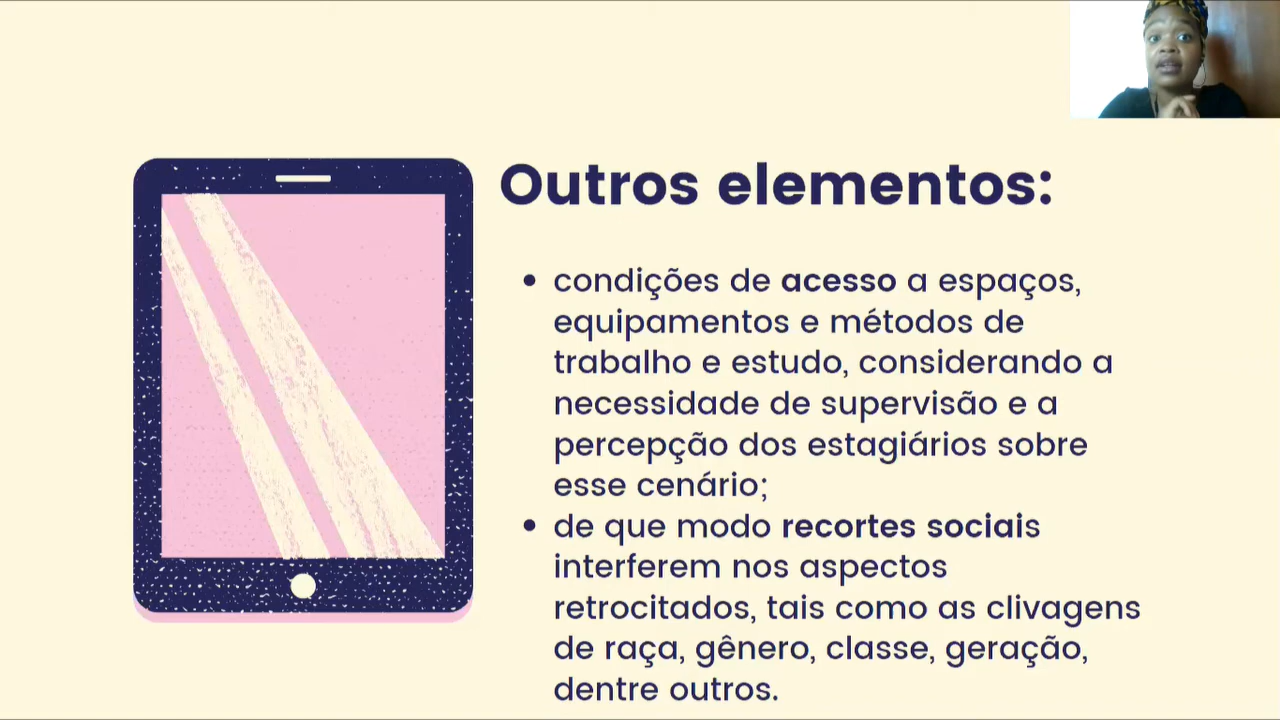 Outros elementos:
• condições de acesso a espaços,
equipamentos e métodos de
trabalho e estudo, considerando a
necessidade de supervisão e a
percepção dos estagiários sobre
esse cenário;
• de que modo recortes sociais
interferem nos aspectos
retrocitados, tais como as clivagens
de raça, gênero, classe, geração,
dentre outros.